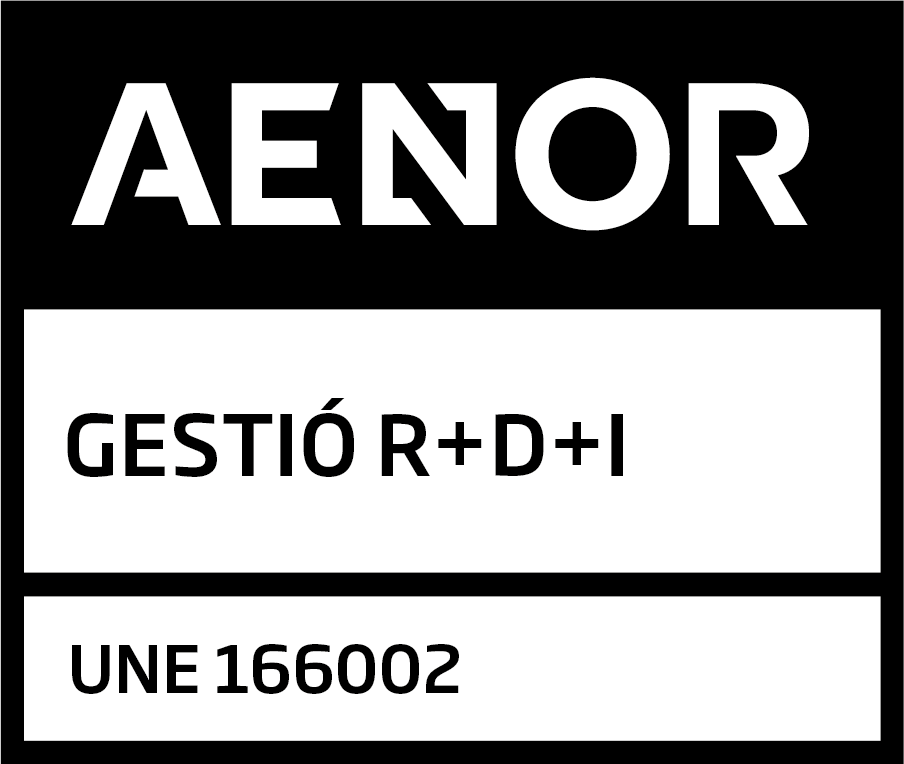 AENOR
GESTIÓ R+D+I
UNE 166002